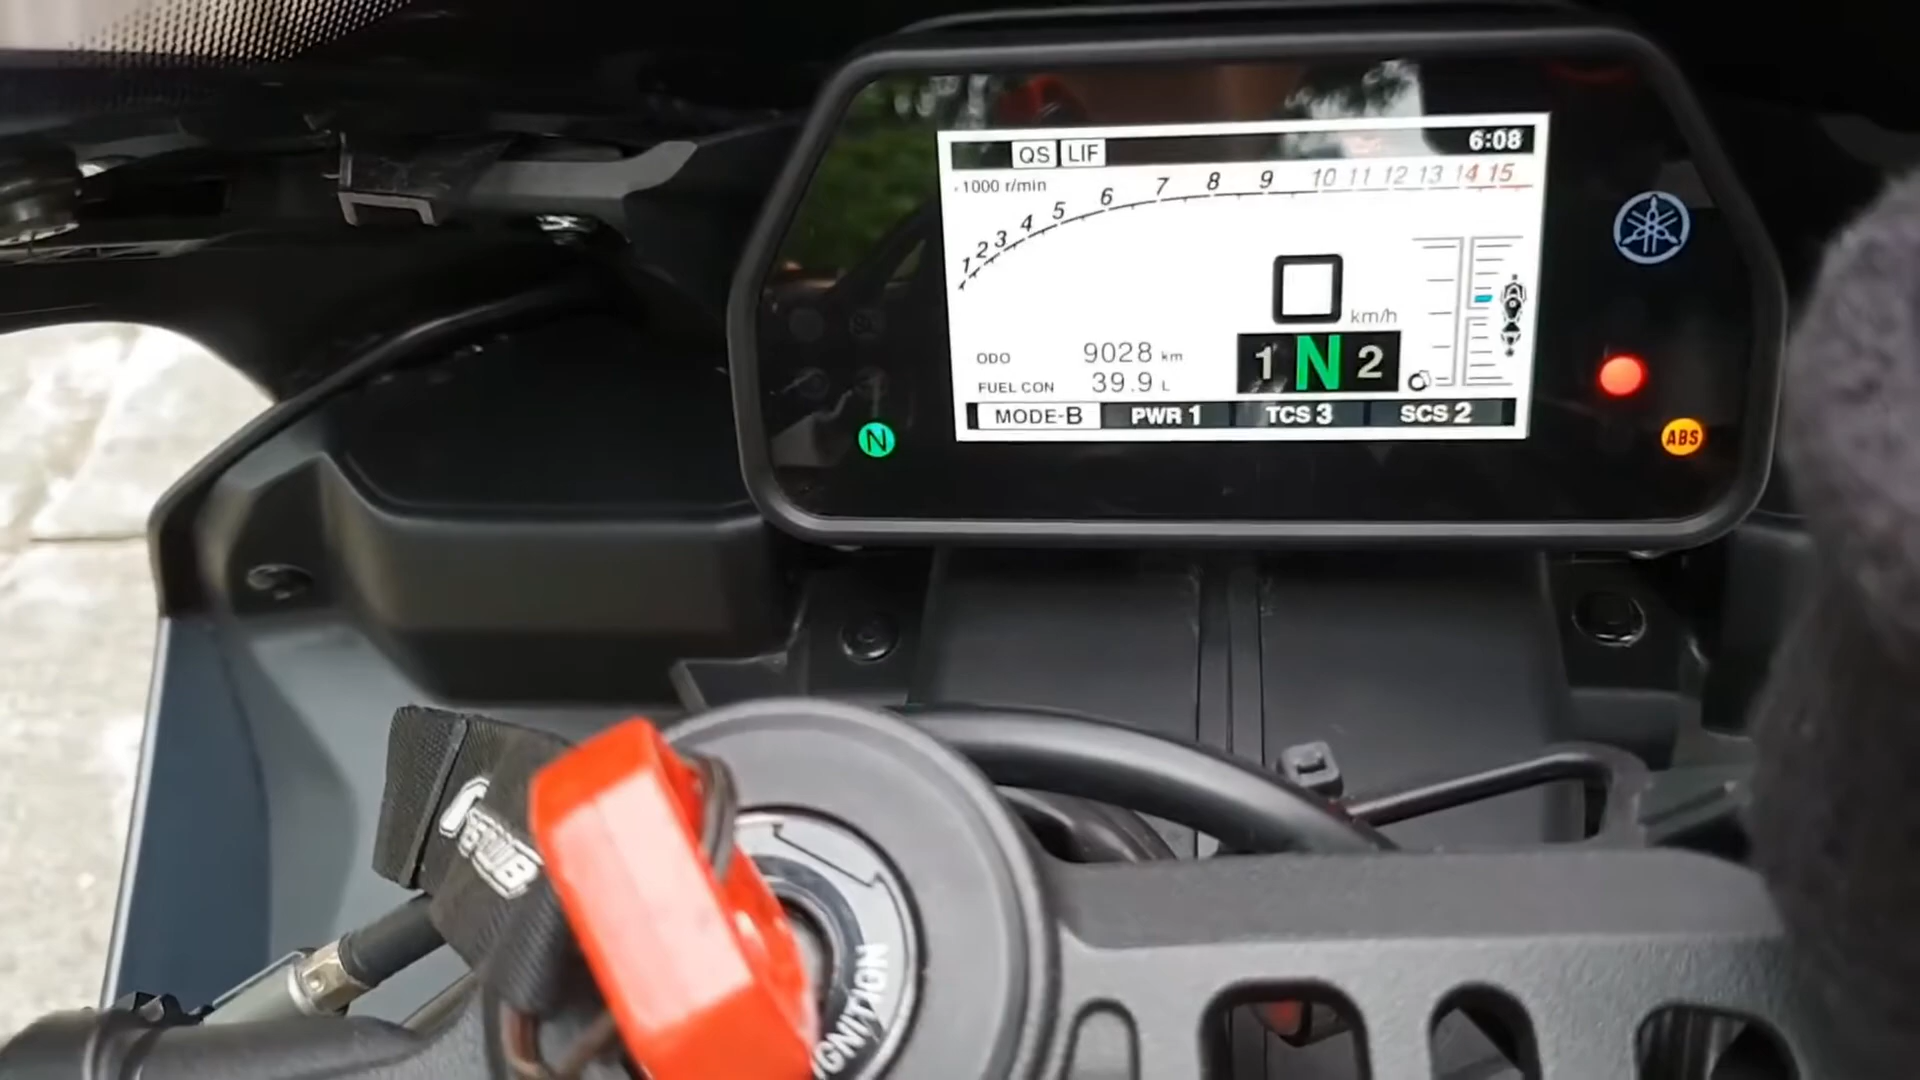 QS LIF 6:08
·1000 r/min
1 2 3 4 5 6 7 8 9 10 11 12 13 14 15
0 km/h
ODO 9028 km
1 N 2
FUEL CON 39.9 L
MODE-B PWR 1 TCS 3 SCS 2
N
ABS
IGNITION